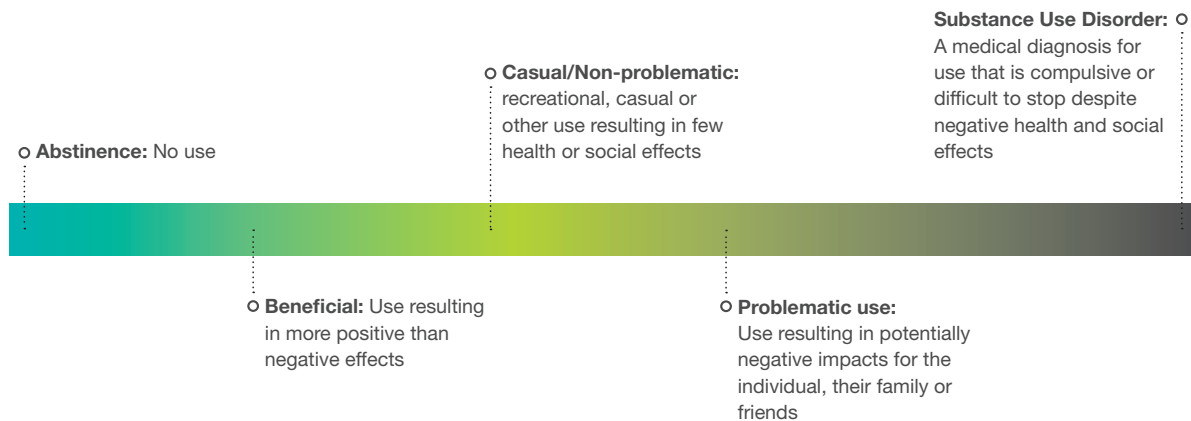 Abstinence: No use
Beneficial: Use resulting
in more positive than
negative effects
Casual/Non-problematic:
recreational, casual or
other use resulting in few
health or social effects
Problematic use:
Use resulting in potentially
negative impacts for the
individual, their family or
friends
Substance Use Disorder:
A medical diagnosis for
use that is compulsive or
difficult to stop despite
negative health and social
effects